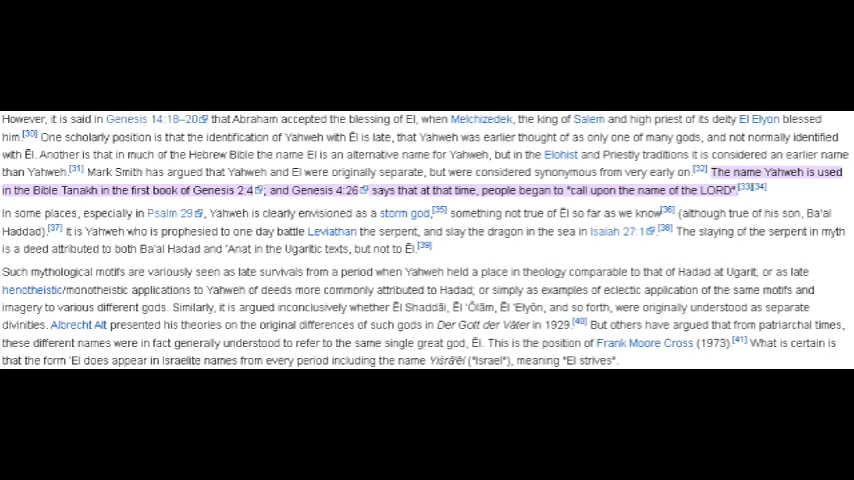 However, it is said in Genesis 14:18–20 that Abraham accepted the blessing of El, when Melchizedek, the king of Salem and high priest of its deity El Elyon blessed
him.[30] One scholarly position is that the identification of Yahweh with Ēl is late, that Yahweh was earlier thought of as only one of many gods, and not normally identified
with Ēl. Another is that in much of the Hebrew Bible the name El is an alternative name for Yahweh, but in the Elohist and Priestly traditions it is considered an earlier name
than Yahweh.[31] Mark Smith has argued that Yahweh and El were originally separate, but were considered synonymous from very early on.[32] The name Yahweh is used
in the Bible Tanakh in the first book of Genesis 2:4; and Genesis 4:26 says that at that time, people began to "call upon the name of the LORD".[33][34]
In some places, especially in Psalm 29, Yahweh is clearly envisioned as a storm god,[35] something not true of Ēl so far as we know[36] (although true of his son, Ba'al
Haddad).[37] It is Yahweh who is prophesied to one day battle Leviathan the serpent, and slay the dragon in the sea in Isaiah 27:1.[38] The slaying of the serpent in myth
is a deed attributed to both Ba'al Hadad and 'Anat in the Ugaritic texts, but not to Ēl.[39]
Such mythological motifs are variously seen as late survivals from a period when Yahweh held a place in theology comparable to that of Hadad at Ugarit; or as late
henotheistic/monotheistic applications to Yahweh of deeds more commonly attributed to Hadad; or simply as examples of eclectic application of the same motifs and
imagery to various different gods. Similarly, it is argued inconclusively whether Ēl Shaddāi, Ēl 'Ôlām, Ēl 'Elyôn, and so forth, were originally understood as separate
divinities. Albrecht Alt presented his theories on the original differences of such gods in Der Gott der Väter in 1929.[40] But others have argued that from patriarchal times,
these different names were in fact generally understood to refer to the same single great god, Ēl. This is the position of Frank Moore Cross (1973).[41] What is certain is
that the form 'El does appear in Israelite names from every period including the name Yiśrā'ēl ("Israel"), meaning "El strives".